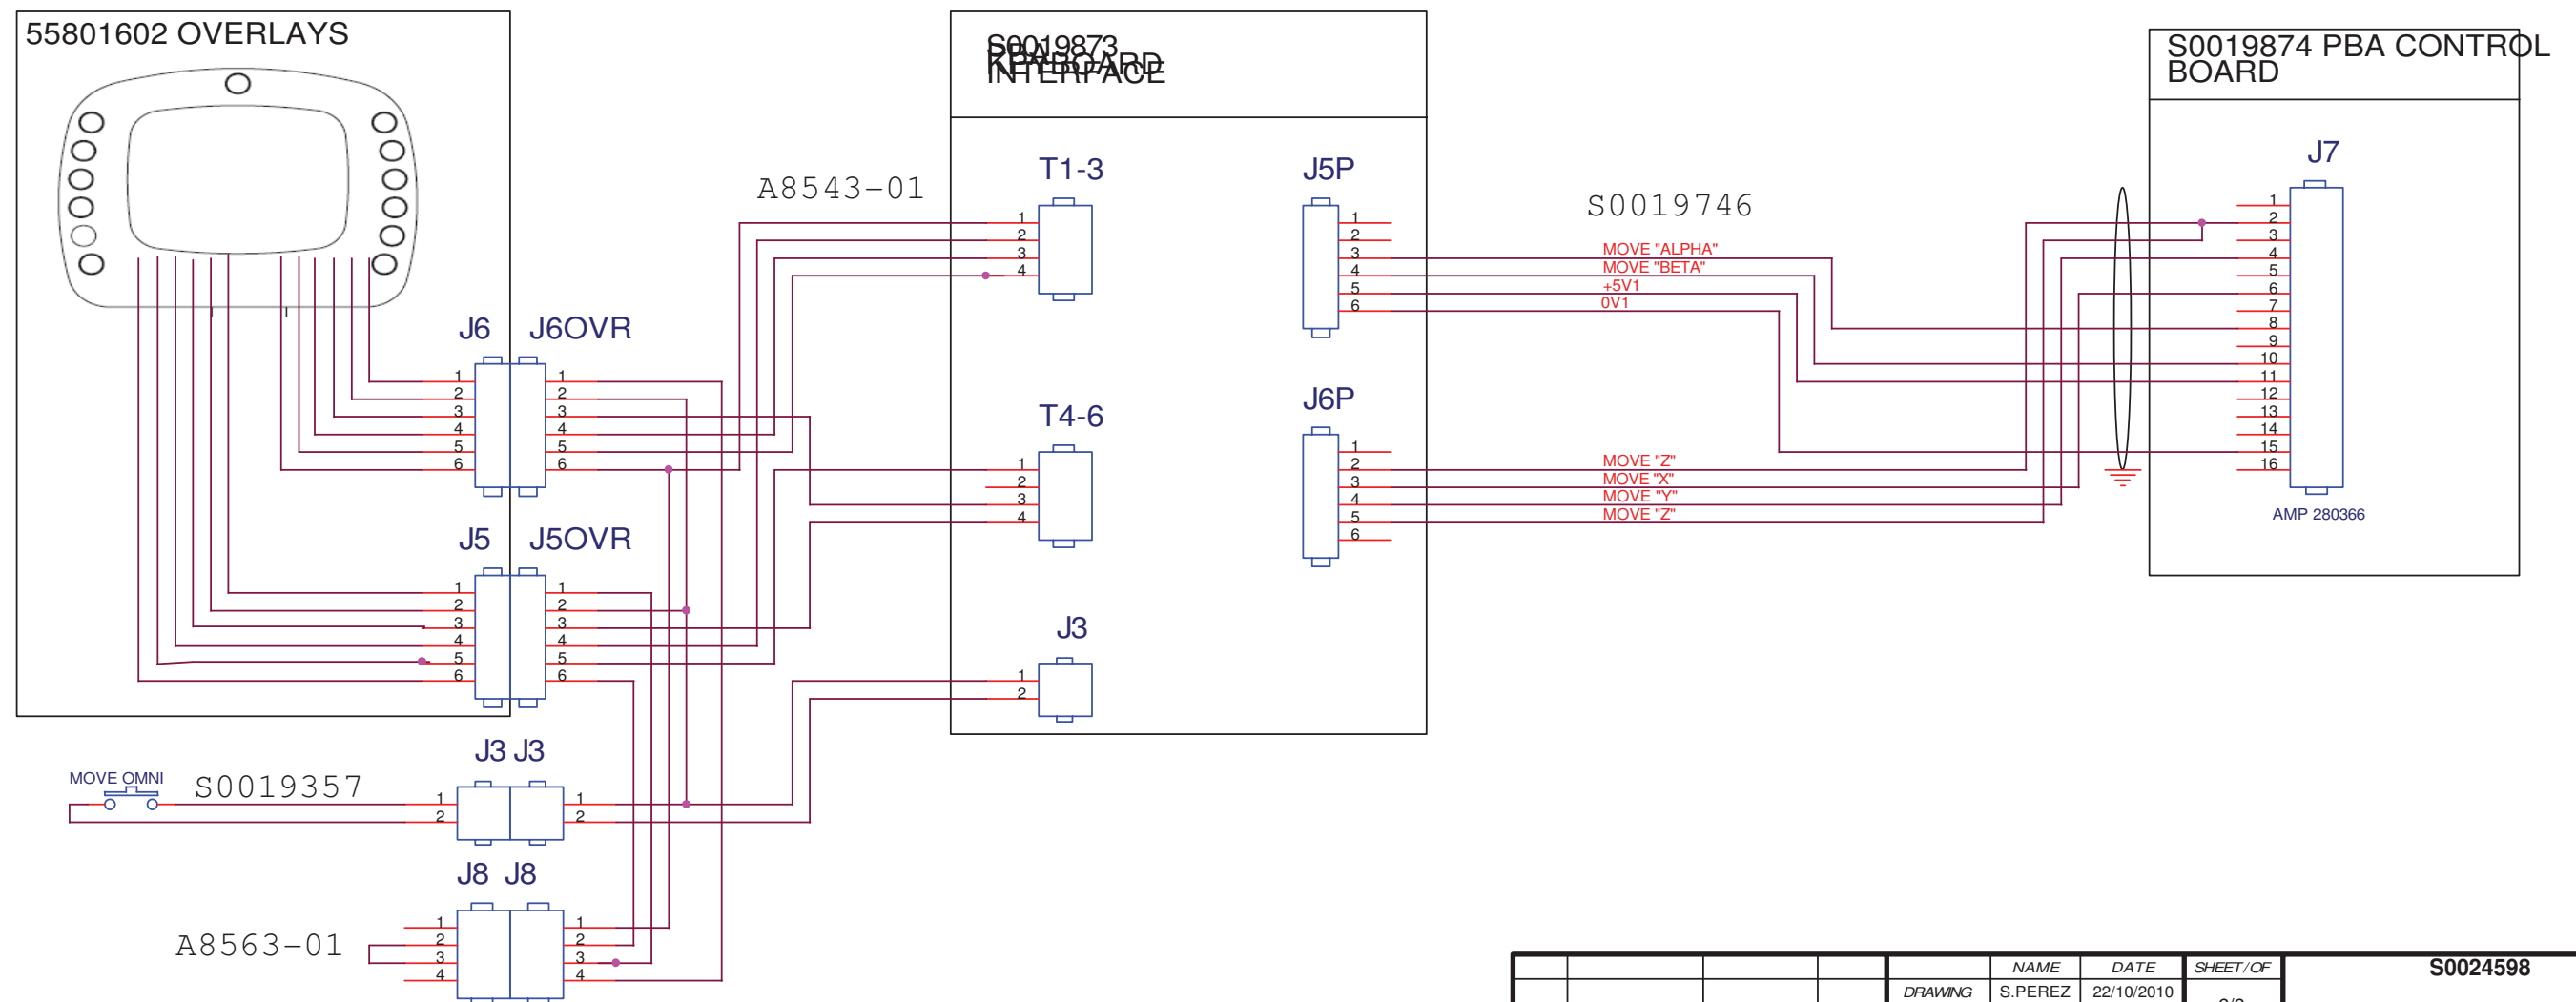 55801602 OVERLAYS
S0019873
KEYBOARD
INTERFACE
S0019874 PBA CONTROL
BOARD
A8543-01
T1-3
1
2
3
4
J5P
1
2
3
4
5
6
S0019746
MOVE "ALPHA"
MOVE "BETA"
+5V1
0V1
J7
1
2
3
4
5
6
7
8
9
10
11
12
13
14
15
16
AMP 280366
J6 J6OVR
1 1
2 2
3 3
4 4
5 5
6 6
T4-6
1
2
3
4
J6P
1
2
3
4
5
6
MOVE "Z"
MOVE "X"
MOVE "Y"
MOVE "Z"
J5 J5OVR
1 1
2 2
3 3
4 4
5 5
6 6
J3
1
2
J3 J3
MOVE OMNI
S0019357
1 1
2 2
J8 J8
A8563-01
1 1
2 2
3 3
4 4
NAME DATE SHEET/OF S0024598
DRAWING S.PEREZ 22/10/2010